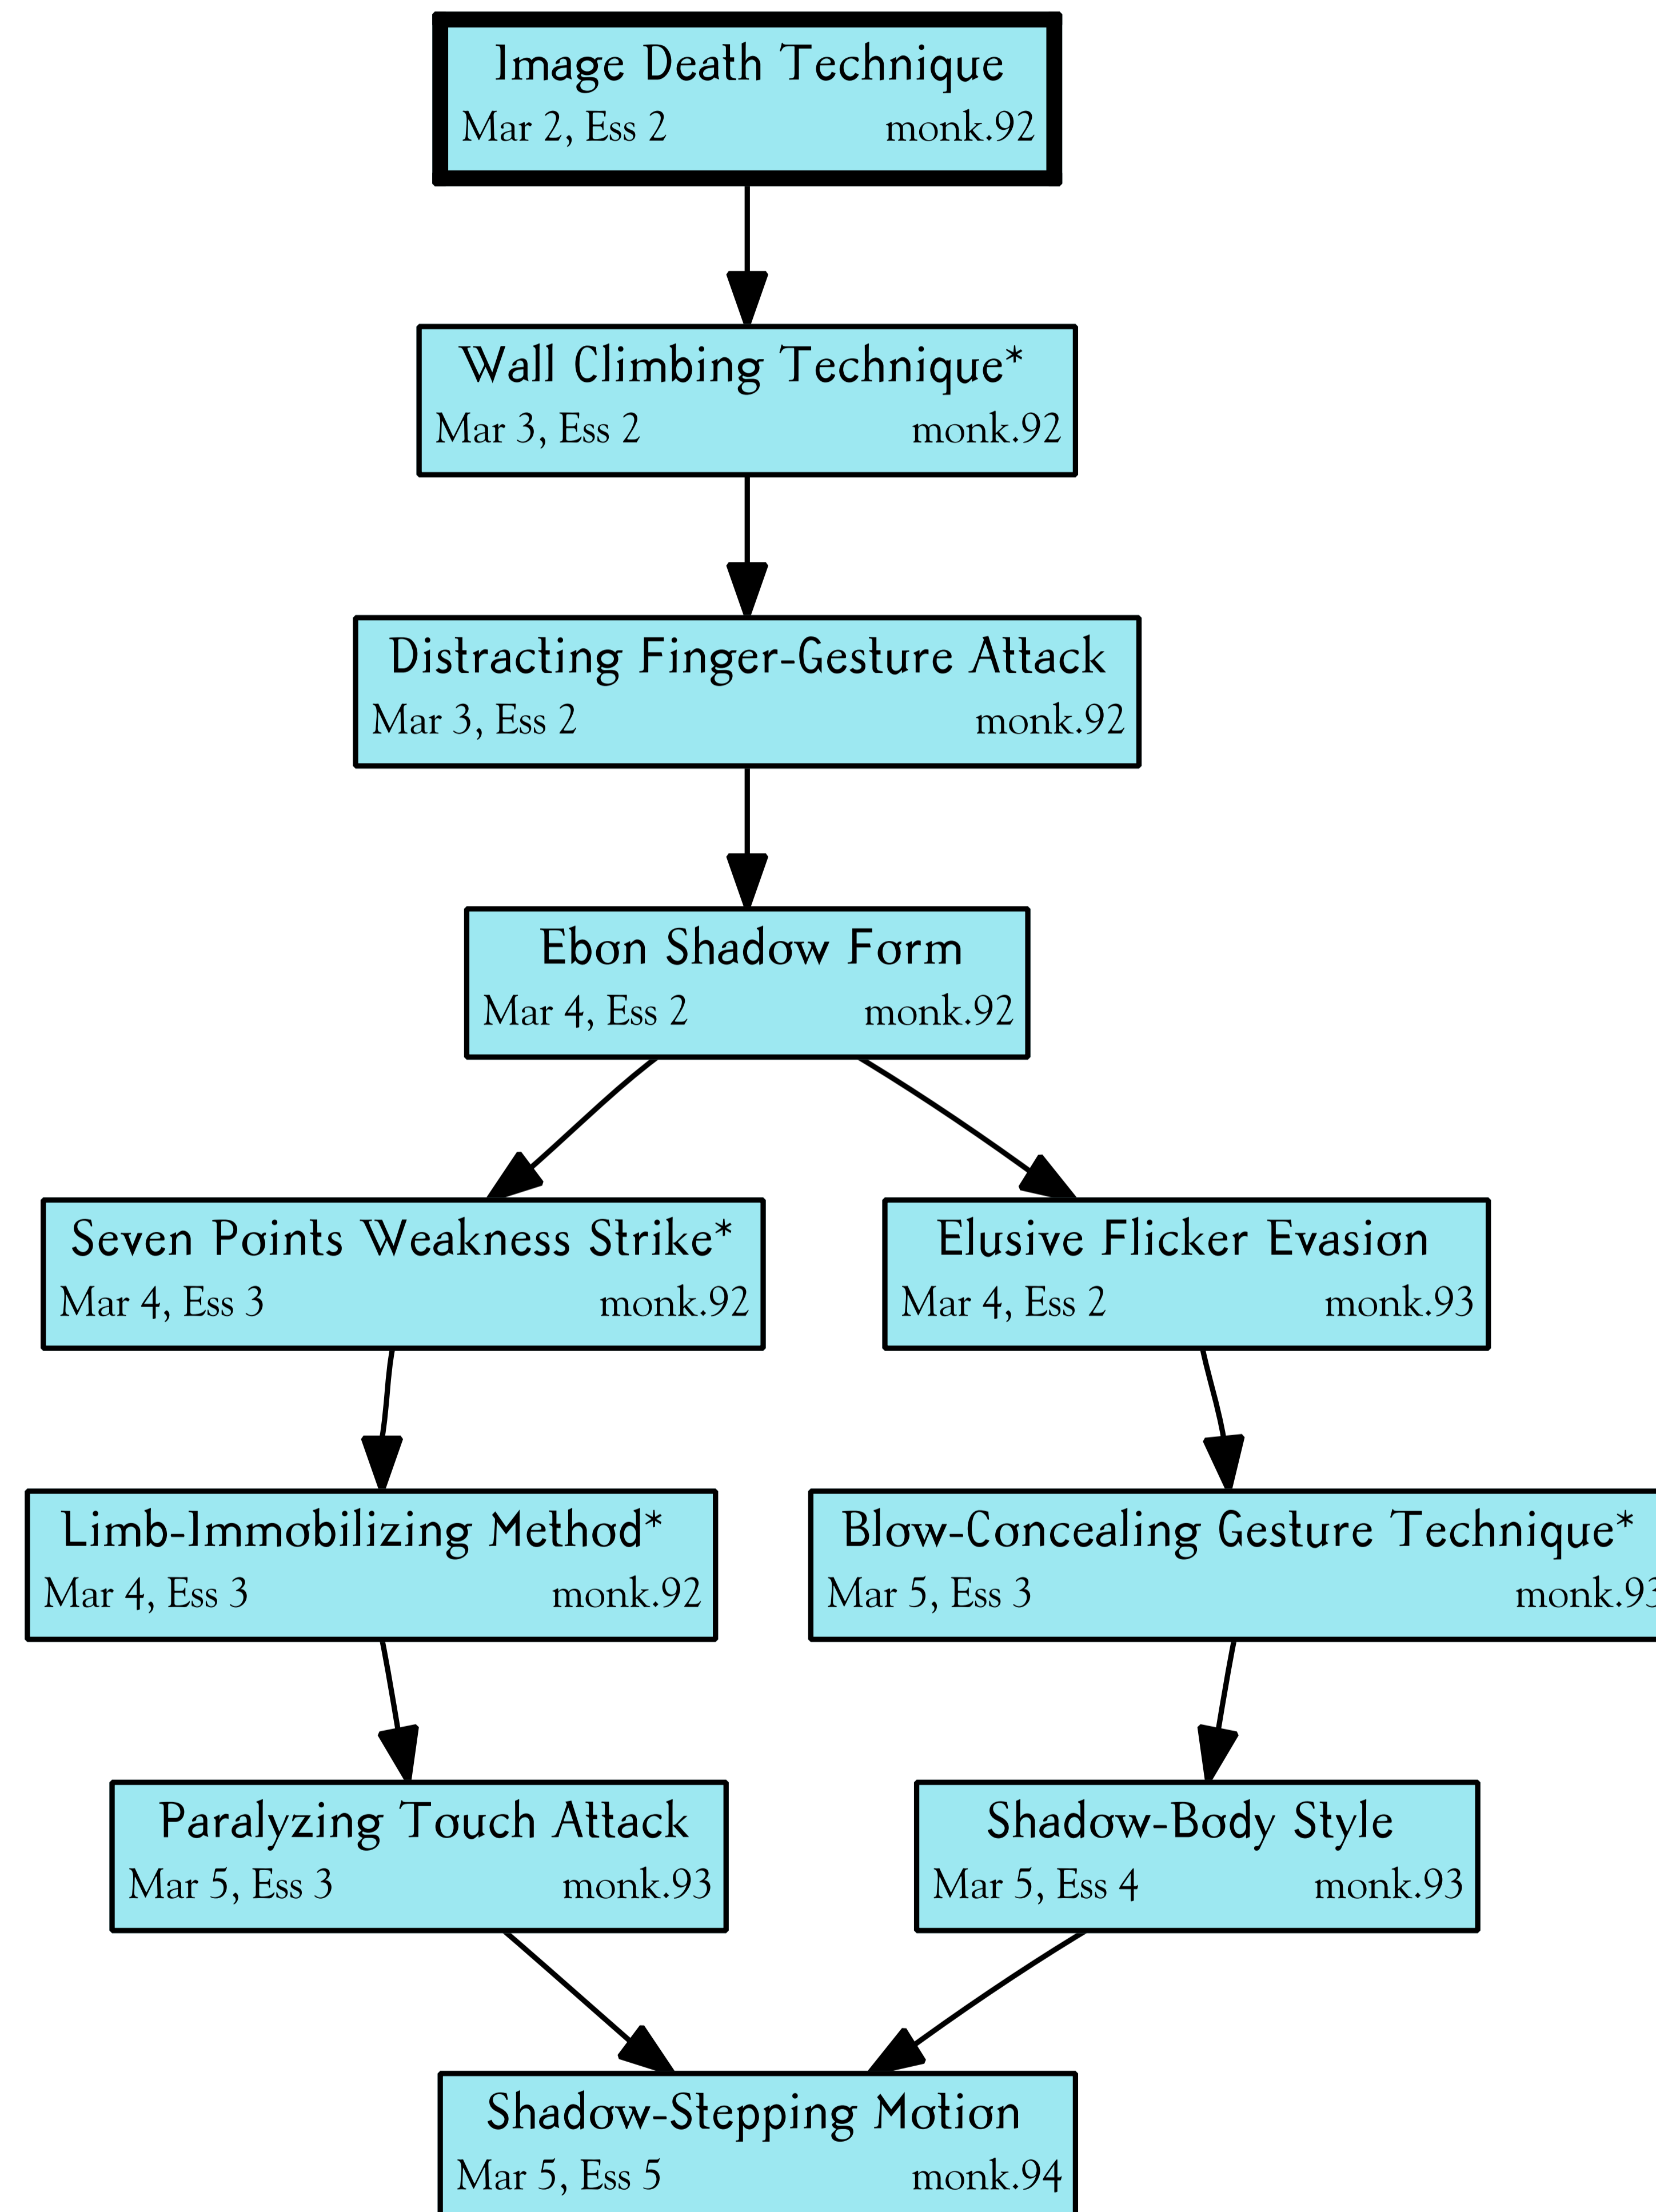 Image Death Technique
Mar 2, Ess 2 monk.92
Wall Climbing Technique*
Mar 3, Ess 2 monk.92
Distracting Finger-Gesture Attack
Mar 3, Ess 2 monk.92
Ebon Shadow Form
Mar 4, Ess 2 monk.92
Seven Points Weakness Strike*
Mar 4, Ess 3 monk.92
Elusive Flicker Evasion
Mar 4, Ess 2 monk.93
Limb-Immobilizing Method*
Mar 4, Ess 3 monk.92
Blow-Concealing Gesture Technique*
Mar 5, Ess 3 monk.93
Paralyzing Touch Attack
Mar 5, Ess 3 monk.93
Shadow-Body Style
Mar 5, Ess 4 monk.93
Shadow-Stepping Motion
Mar 5, Ess 5 monk.94